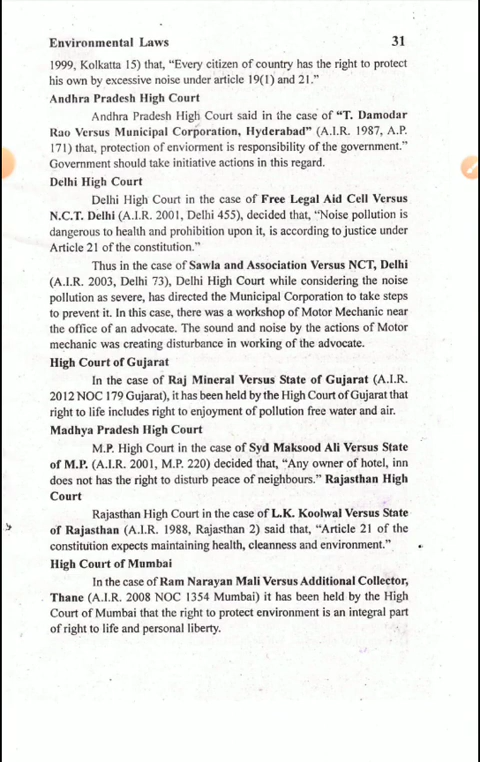 Environmental Laws 31
1999, Kolkatta 15) that, “Every citizen of country has the right to protect
his own by excessive noise under article 19(1) and 21.”
Andhra Pradesh High Court
Andhra Pradesh High Court said in the case of “T. Damodar
Rao Versus Municipal Corporation, Hyderabad” (A.I.R. 1987, A.P.
171) that, protection of enviorment is responsibility of the government.”
Government should take initiative actions in this regard.
Delhi High Court
Delhi High Court in the case of Free Legal Aid Cell Versus
N.C.T. Delhi (A.I.R. 2001, Delhi 455), decided that, “Noise pollution is
dangerous to health and prohibition upon it, is according to justice under
Article 21 of the constitution.”
Thus in the case of Sawla and Association Versus NCT, Delhi
(A.I.R. 2003, Delhi 73), Delhi High Court while considering the noise
pollution as severe, has directed the Municipal Corporation to take steps
to prevent it. In this case, there was a workshop of Motor Mechanic near
the office of an advocate. The sound and noise by the actions of Motor
mechanic was creating disturbance in working of the advocate.
High Court of Gujarat
In the case of Raj Mineral Versus State of Gujarat (A.I.R.
2012 NOC 179 Gujarat), it has been held by the High Court of Gujarat that
right to life includes right to enjoyment of pollution free water and air.
Madhya Pradesh High Court
M.P. High Court in the case of Syd Maksood Ali Versus State
of M.P. (A.I.R. 2001, M.P. 220) decided that, “Any owner of hotel, inn
does not has the right to disturb peace of neighbours.” Rajasthan High
Court
Rajasthan High Court in the case of L.K. Koolwal Versus State
of Rajasthan (A.I.R. 1988, Rajasthan 2) said that, “Article 21 of the
constitution expects maintaining health, cleanness and environment.”
High Court of Mumbai
In the case of Ram Narayan Mali Versus Additional Collector,
Thane (A.I.R. 2008 NOC 1354 Mumbai) it has been held by the High
Court of Mumbai that the right to protect environment is an integral part
of right to life and personal liberty.